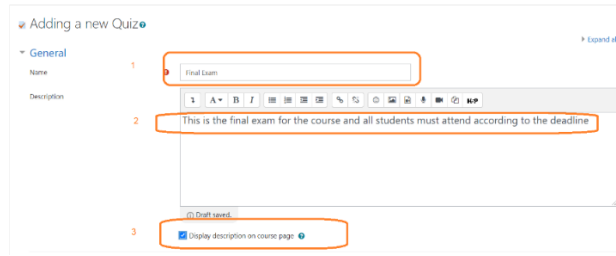 Adding a new Quiz
Expand al
General
1
Name
Final Exam
Description
A B I H-P
2
This is the final exam for the course and all students must attend according to the deadline
Draft saved.
3
Display description on course page